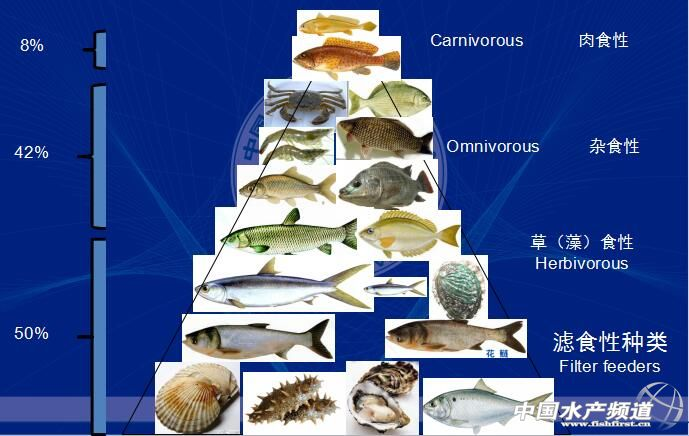 8%
Carnivorous 肉食性
42%
Omnivorous 杂食性
草（藻）食性
Herbivorous
50%
花鲢
滤食性种类
Filter feeders
中国水产频道
www.fishfirst.cn